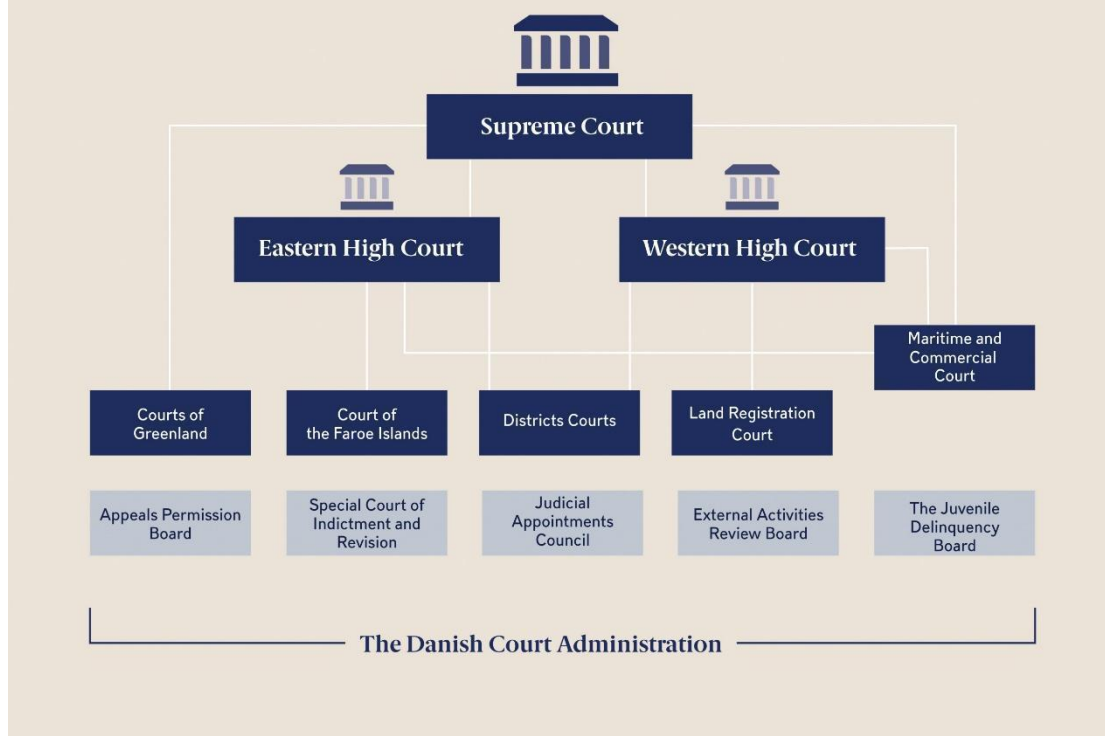 Supreme Court
Eastern High Court
Western High Court
Maritime and
Commercial
Court
Courts of
Greenland
Court of
the Faroe Islands
Districts Courts
Land Registration
Court
Appeals Permission
Board
Special Court of
Indictment and
Revision
Judicial
Appointments
Council
External Activities
Review Board
The Juvenile
Delinquency
Board
The Danish Court Administration